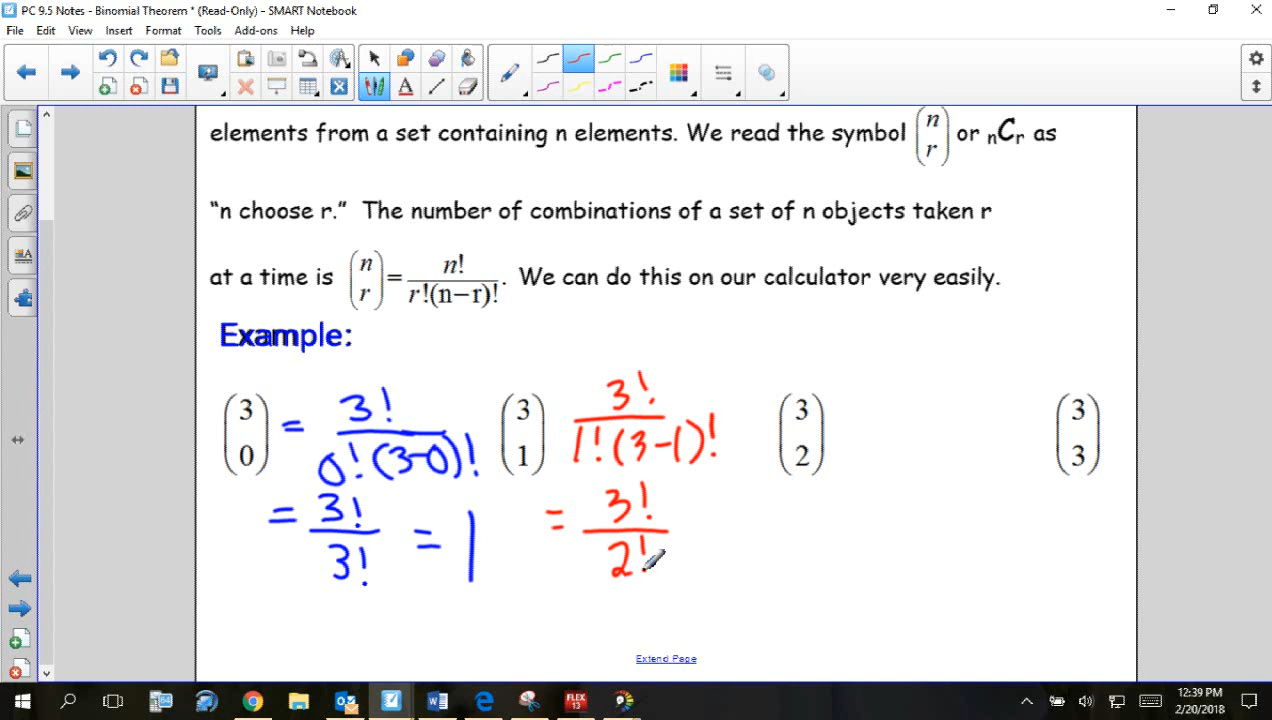 PC 9.5 Notes - Binomial Theorem * (Read-Only) - SMART Notebook
File Edit View Insert Format Tools Add-ons Help
elements from a set containing n elements. We read the symbol (n r) or nCr as
“n choose r.” The number of combinations of a set of n objects taken r
at a time is (n r) = n! / r!(n−r)!. We can do this on our calculator very easily.
Example:
(3 0) = 3! / 0!(3-0)!
= 3! / 3! = 1
(3 1) 3! / 1!(3-1)!
= 3! / 2!
(3 2)
(3 3)
Extend Page
FLEX 13
12:39 PM
2/20/2018